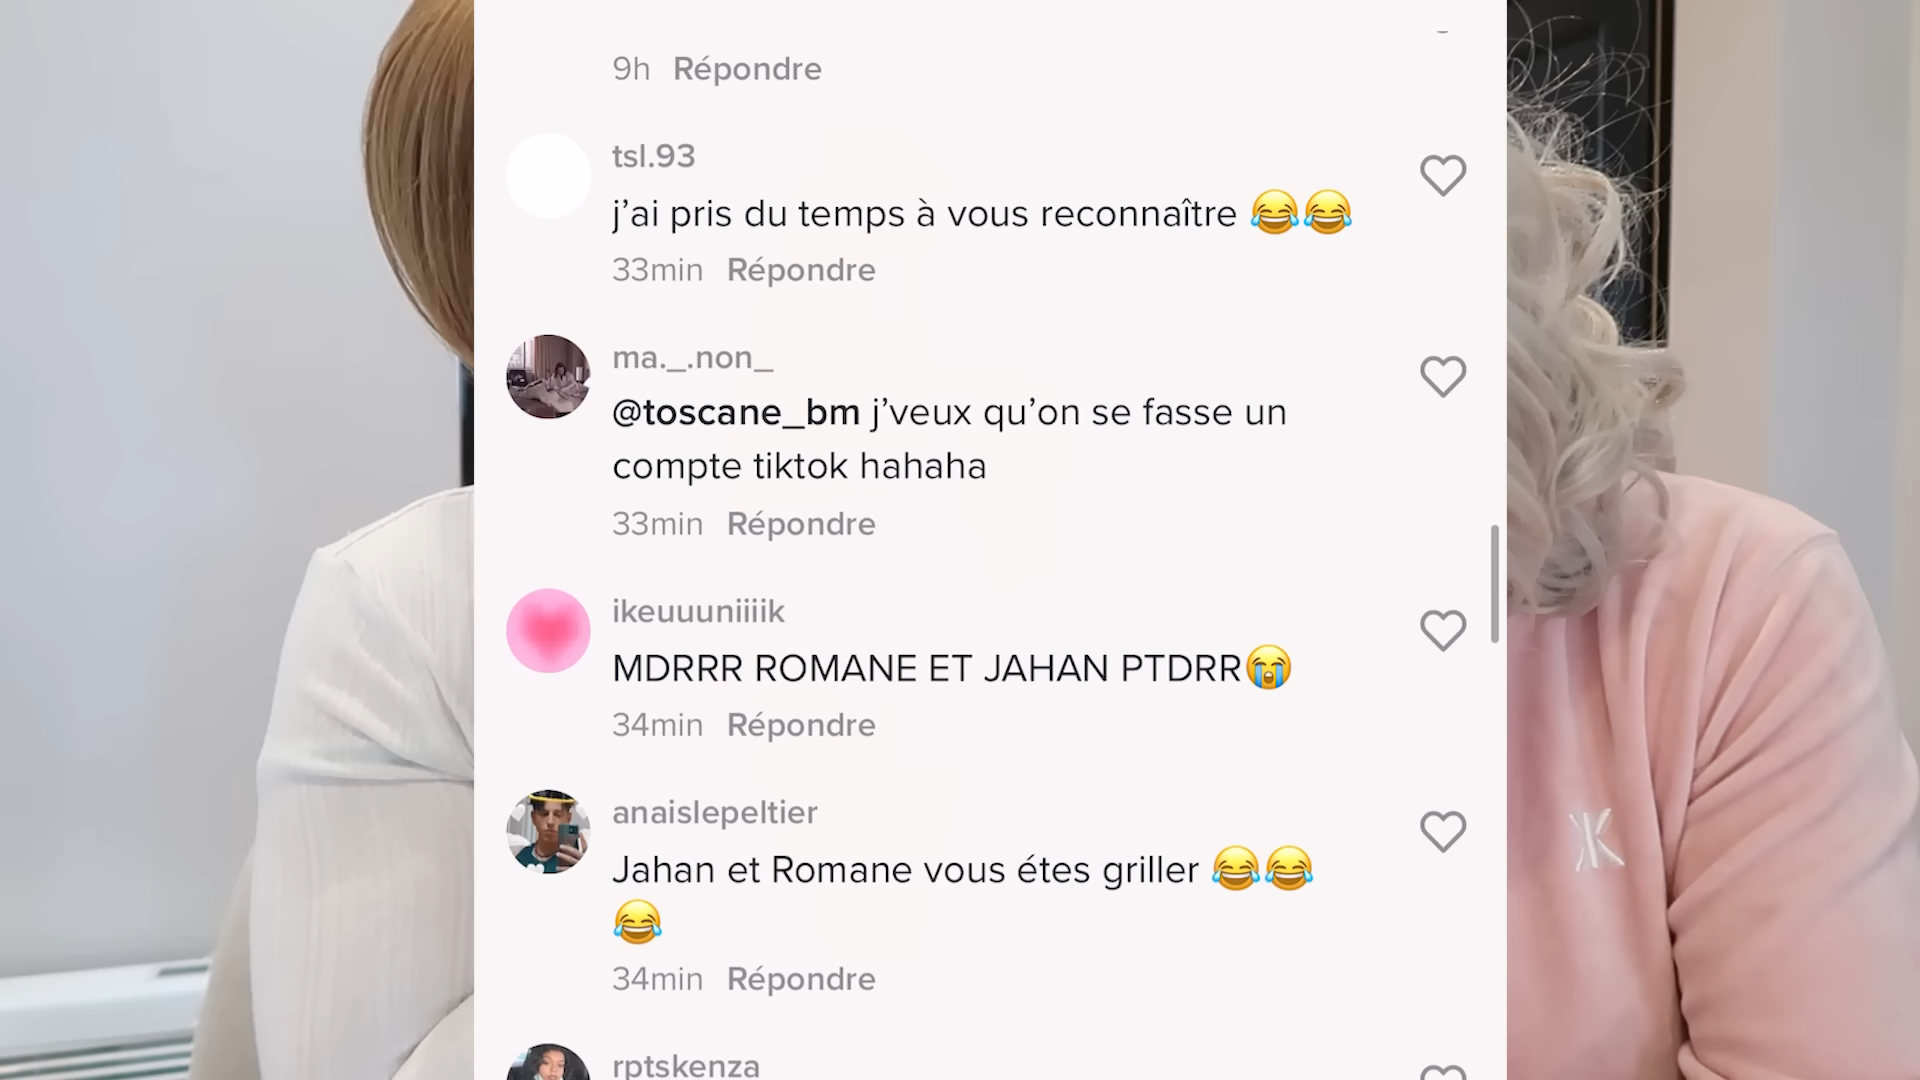 9h Répondre
tsl.93
j’ai pris du temps à vous reconnaître 😂😂
33min Répondre
ma._.non_
@toscane_bm j’veux qu’on se fasse un
compte tiktok hahaha
33min Répondre
ikeuuuniiiik
MDRRR ROMANE ET JAHAN PTDRR😭
34min Répondre
anaislepeltier
Jahan et Romane vous étes griller 😂😂
😂
34min Répondre
rptskenza